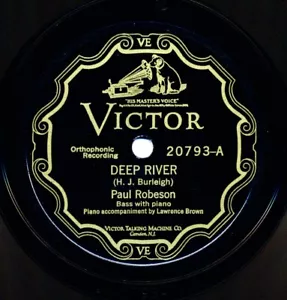 VE
"HIS MASTER'S VOICE"
VICTOR
Orthophonic
Recording
20793-A
DEEP RIVER
(H. J. Burleigh)
Paul Robeson
Bass with piano
Piano accompaniment by Lawrence Brown
VICTOR TALKING MACHINE CO.
Camden, N.J.
VE